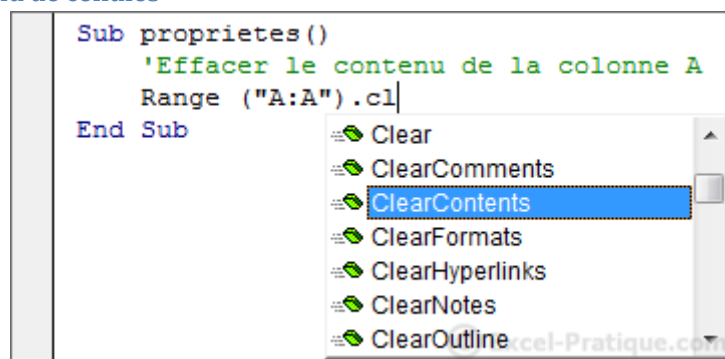 Sub proprietes()
'Effacer le contenu de la colonne A
Range ("A:A").cl
End Sub
Clear
ClearComments
ClearContents
ClearFormats
ClearHyperlinks
ClearNotes
ClearOutline
Excel-Pratique.com